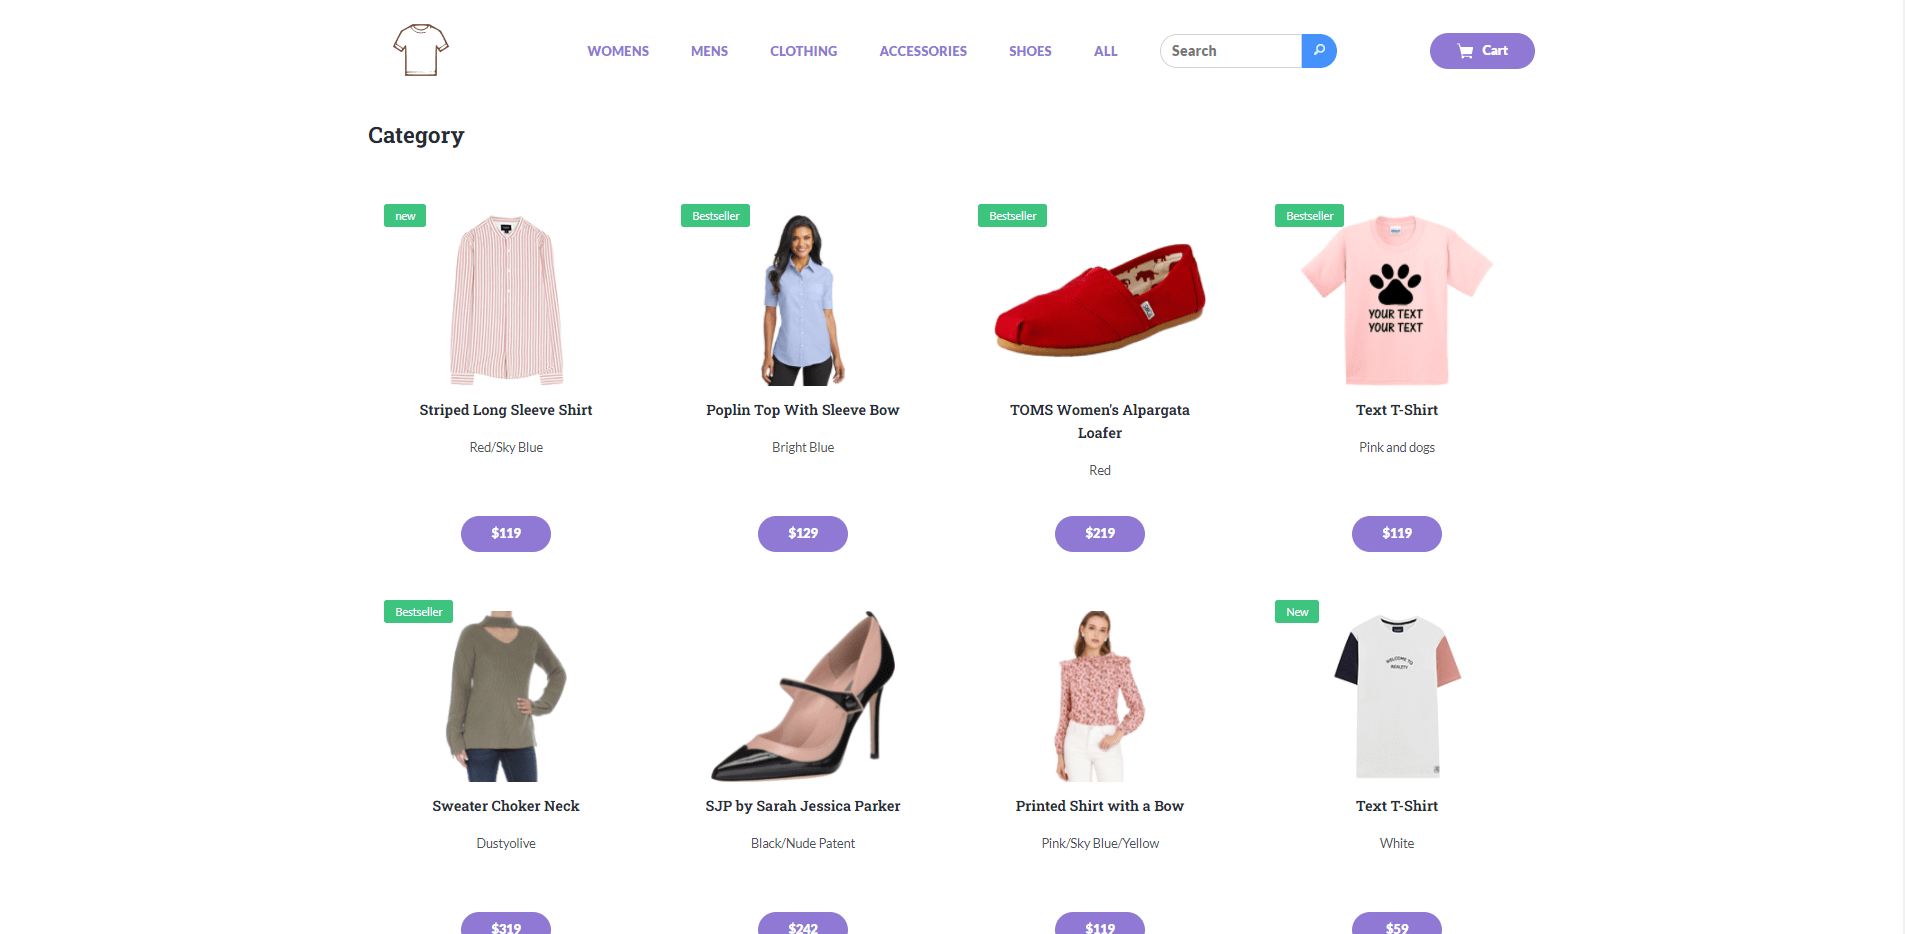 WOMENS MENS CLOTHING ACCESSORIES SHOES ALL Search Cart
Category
new Bestseller Bestseller Bestseller
YOUR TEXT
YOUR TEXT
Striped Long Sleeve Shirt Poplin Top With Sleeve Bow TOMS Women's Alpargata Text T-Shirt
Loafer
Red/Sky Blue Bright Blue Pink and dogs
Red
$119 $129 $219 $119
Bestseller New
WELCOME TO
REALITY
Sweater Choker Neck SJP by Sarah Jessica Parker Printed Shirt with a Bow Text T-Shirt
Dustyolive Black/Nude Patent Pink/Sky Blue/Yellow White
$319 $242 $119 $59